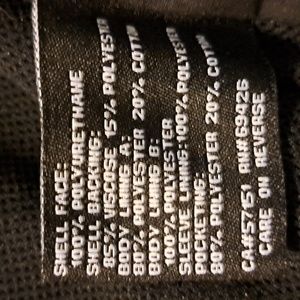 SHELL FACE:
100% POLYURETHANE
SHELL BACKING:
85% VISCOSE 15% POLYESTER
BODY LINING A:
80% POLYESTER 20% COTTON
BODY LINING B:
100% POLYESTER
SLEEVE LINING:100% POLYESTER
POCKETING:
80% POLYESTER 20% COTTON
CA#57151 RN#69426
CARE ON REVERSE